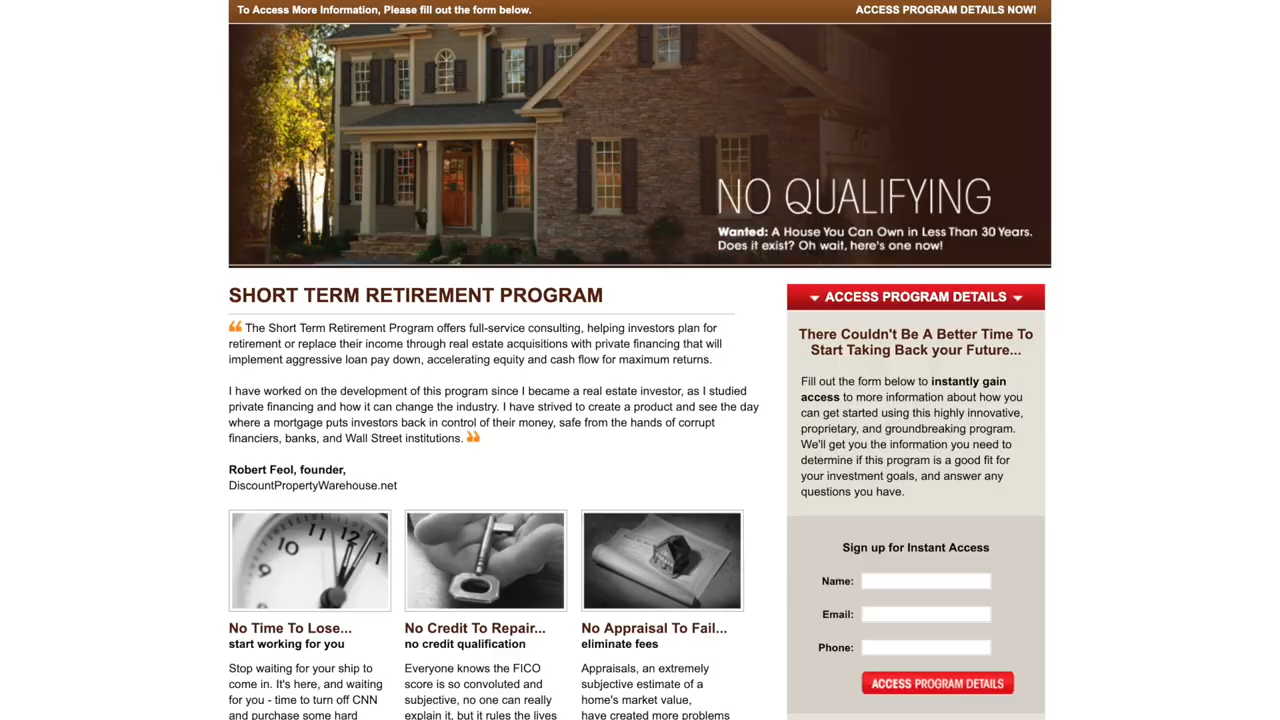 To Access More Information, Please fill out the form below.
ACCESS PROGRAM DETAILS NOW!
NO QUALIFYING
Wanted: A House You Can Own in Less Than 30 Years.
Does it exist? Oh wait, here's one now!
SHORT TERM RETIREMENT PROGRAM
“ The Short Term Retirement Program offers full-service consulting, helping investors plan for
retirement or replace their income through real estate acquisitions with private financing that will
implement aggressive loan pay down, accelerating equity and cash flow for maximum returns.
I have worked on the development of this program since I became a real estate investor, as I studied
private financing and how it can change the industry. I have strived to create a product and see the day
where a mortgage puts investors back in control of their money, safe from the hands of corrupt
financiers, banks, and Wall Street institutions. ”
Robert Feol, founder,
DiscountPropertyWarehouse.net
10 11 12 1
9
No Time To Lose...
start working for you
Stop waiting for your ship to
come in. It's here, and waiting
for you - time to turn off CNN
and purchase some hard
No Credit To Repair...
no credit qualification
Everyone knows the FICO
score is so convoluted and
subjective, no one can really
explain it, but it rules the lives
No Appraisal To Fail...
eliminate fees
Appraisals, an extremely
subjective estimate of a
home's market value,
have created more problems
ACCESS PROGRAM DETAILS
There Couldn't Be A Better Time To
Start Taking Back your Future...
Fill out the form below to instantly gain
access to more information about how you
can get started using this highly innovative,
proprietary, and groundbreaking program.
We'll get you the information you need to
determine if this program is a good fit for
your investment goals, and answer any
questions you have.
Sign up for Instant Access
Name:
Email:
Phone:
ACCESS PROGRAM DETAILS